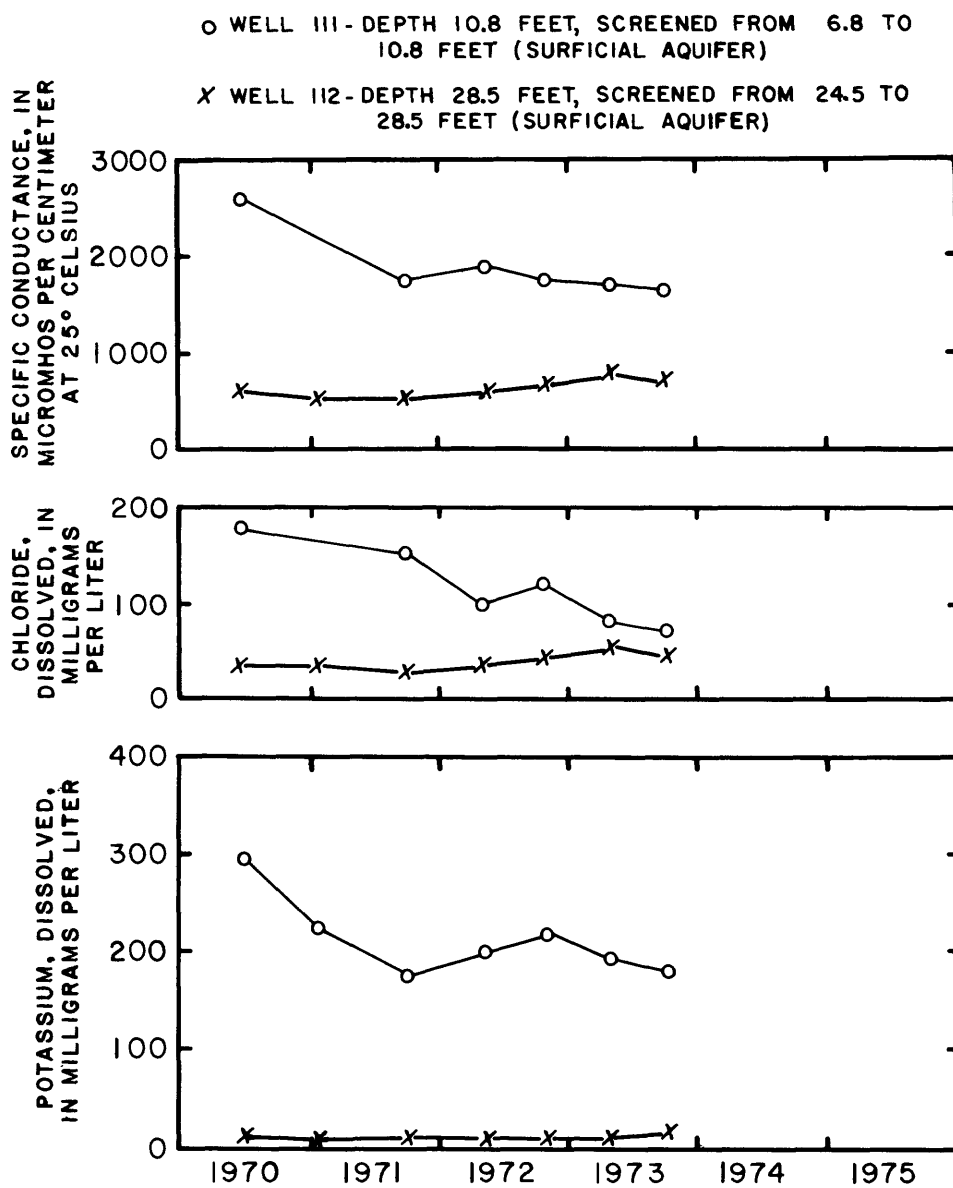 WELL 111-DEPTH 10.8 FEET, SCREENED FROM 6.8 TO
10.8 FEET (SURFICIAL AQUIFER)
X WELL 112-DEPTH 28.5 FEET, SCREENED FROM 24.5 TO
28.5 FEET (SURFICIAL AQUIFER)
SPECIFIC CONDUCTANCE, IN
MICROMHOS PER CENTIMETER
AT 25° CELSIUS
3000
2000
1000
0
CHLORIDE,
DISSOLVED, IN
MILLIGRAMS
PER LITER
200
100
0
POTASSIUM, DISSOLVED,
IN MILLIGRAMS PER LITER
400
300
200
100
0
1970 1971 1972 1973 1974 1975